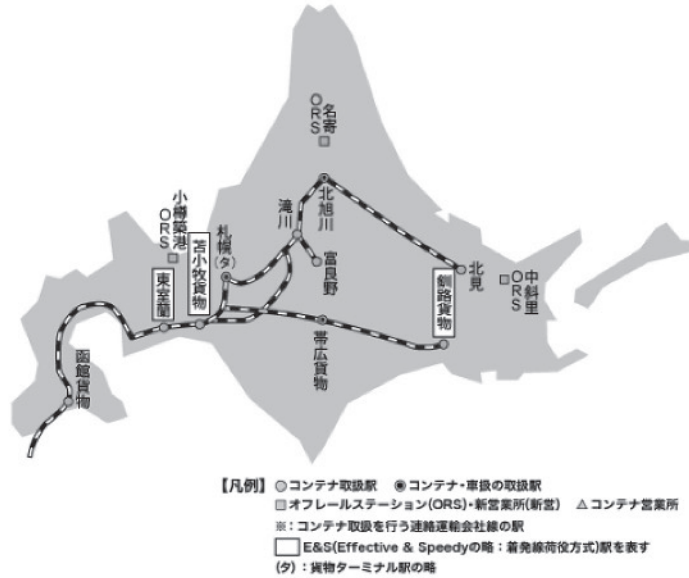 名寄
ORS
北旭川
滝川
富良野
小樽築港
ORS
札幌(タ)
苫小牧貨物
東室蘭
北見
中斜里
ORS
釧路貨物
帯広貨物
函館貨物
【凡例】 ○コンテナ取扱駅 ◉コンテナ・車扱の取扱駅
□オフレールステーション(ORS)・新営業所(新営) △コンテナ営業所
※：コンテナ取扱を行う連絡運輸会社線の駅
E&S(Effective & Speedyの略：着発線荷役方式)駅を表す
(タ)：貨物ターミナル駅の略